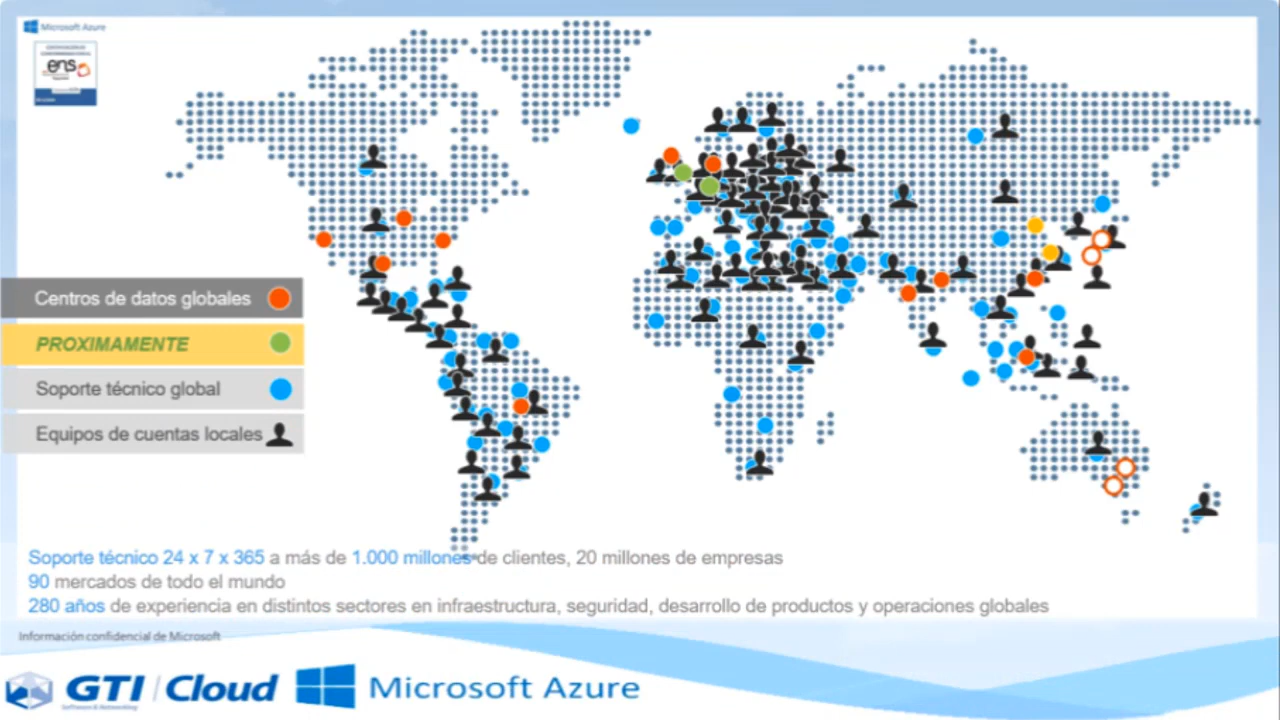 Microsoft Azure
ens
Centros de datos globales
PROXIMAMENTE
Soporte técnico global
Equipos de cuentas locales
Soporte técnico 24 x 7 x 365 a más de 1.000 millones de clientes, 20 millones de empresas
90 mercados de todo el mundo
280 años de experiencia en distintos sectores en infraestructura, seguridad, desarrollo de productos y operaciones globales
Información confidencial de Microsoft
GTI Cloud
Software & Networking
Microsoft Azure